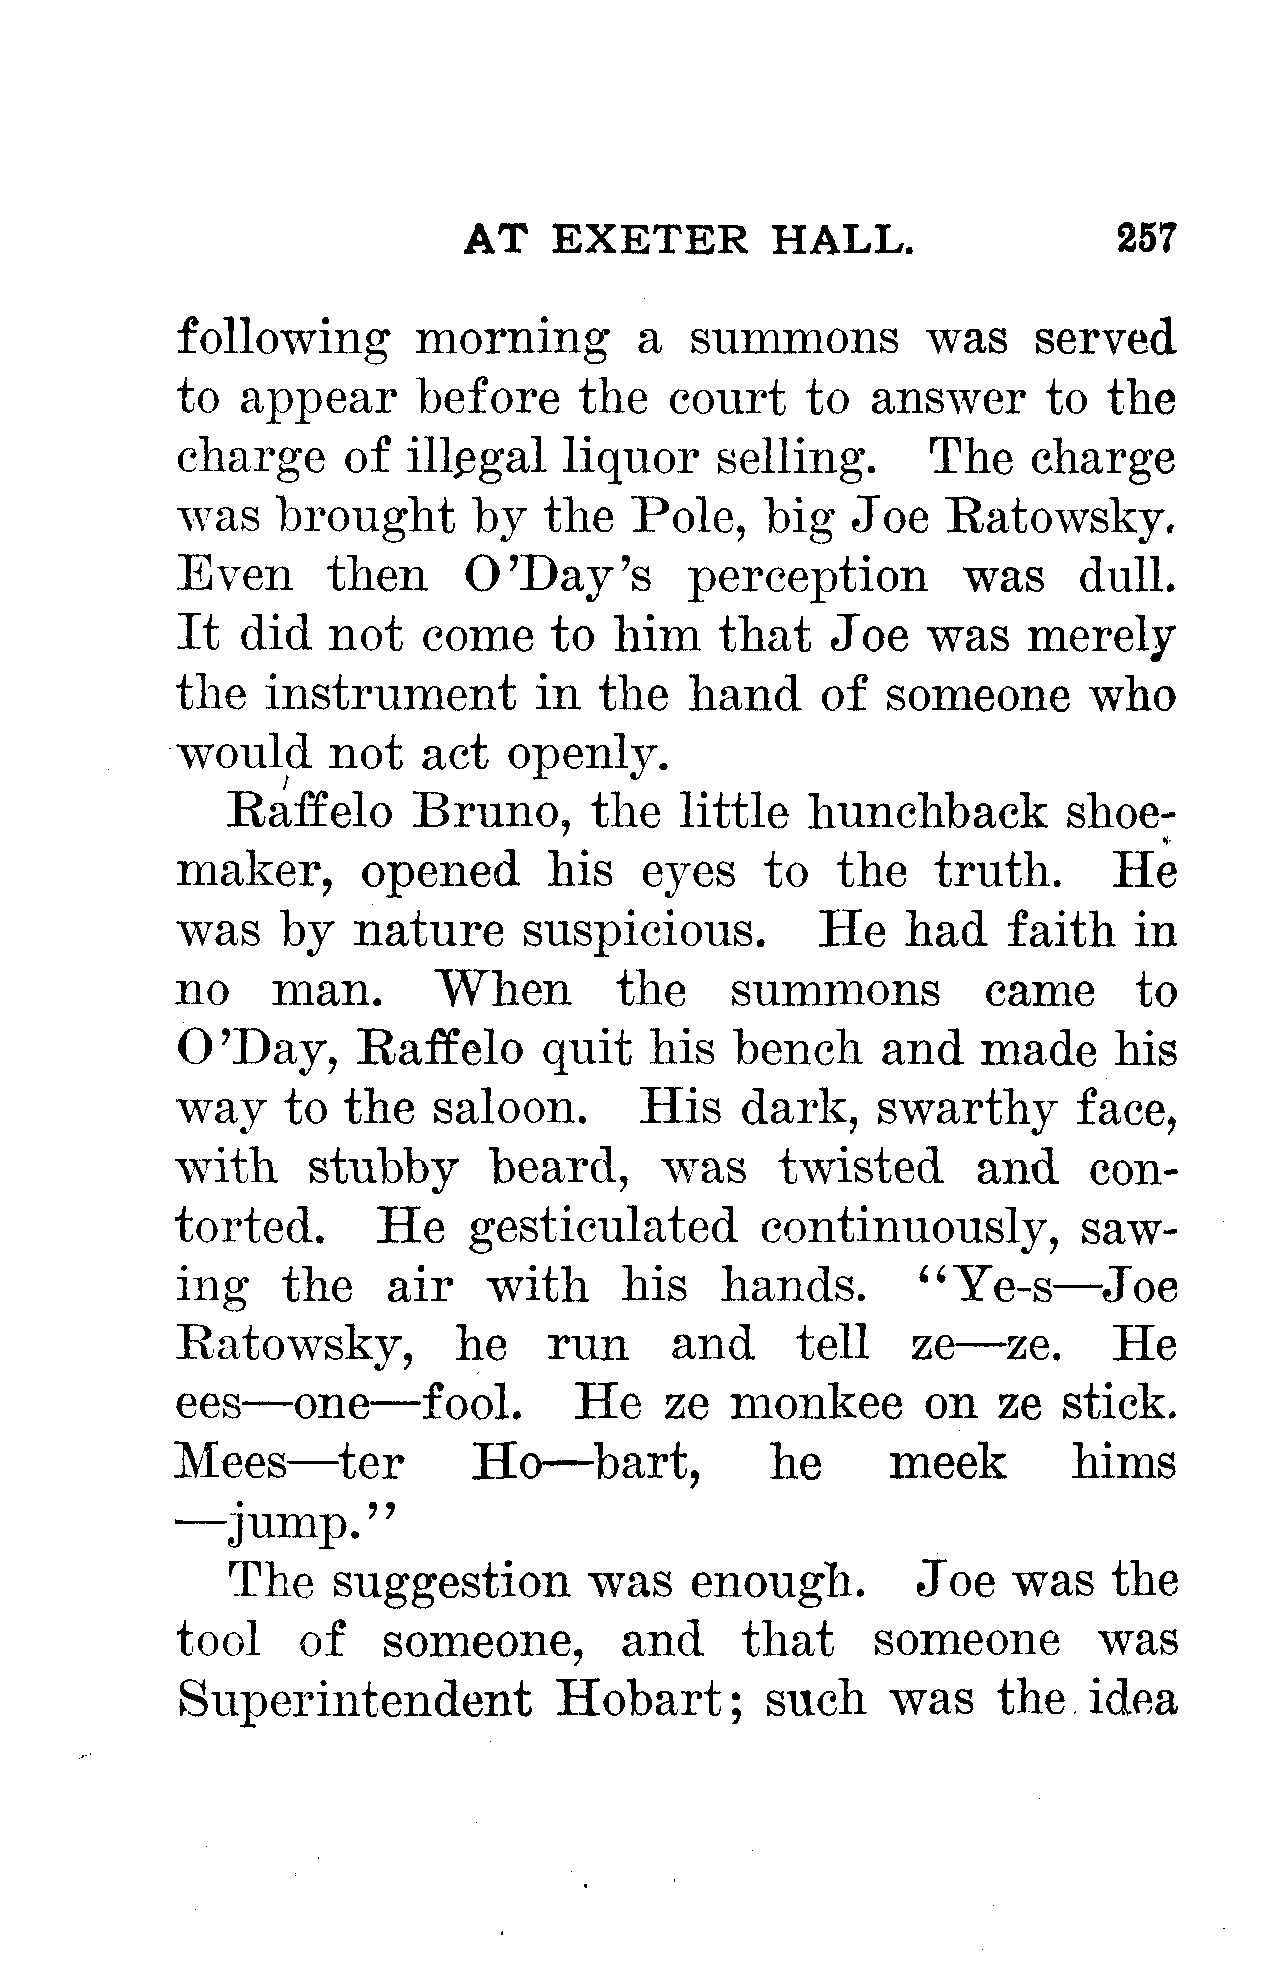 AT EXETER HALL. 257
following morning a summons was served
to appear before the court to answer to the
charge of illegal liquor selling. The charge
was brought by the Pole, big Joe Ratowsky.
Even then O'Day's perception was dull.
It did not come to him that Joe was merely
the instrument in the hand of someone who
would not act openly.
Raffelo Bruno, the little hunchback shoe-
maker, opened his eyes to the truth. He
was by nature suspicious. He had faith in
no man. When the summons came to
O'Day, Raffelo quit his bench and made his
way to the saloon. His dark, swarthy face,
with stubby beard, was twisted and con-
torted. He gesticulated continuously, saw-
ing the air with his hands. "Ye-s—Joe
Ratowsky, he run and tell ze—ze. He
ees—one—fool. He ze monkee on ze stick.
Mees—ter Ho—bart, he meek hims
—jump."
The suggestion was enough. Joe was the
tool of someone, and that someone was
Superintendent Hobart; such was the idea